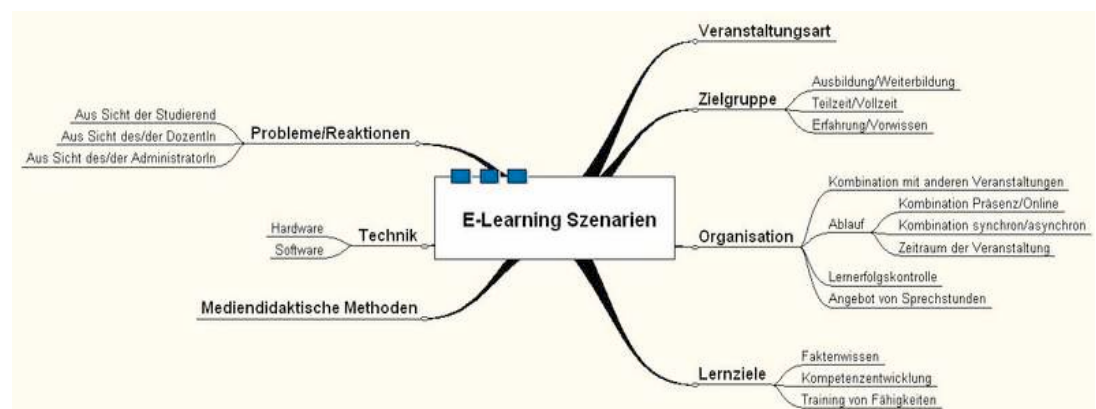 E-Learning Szenarien
Veranstaltungsart
Zielgruppe
Ausbildung/Weiterbildung
Teilzeit/Vollzeit
Erfahrung/Vorwissen
Organisation
Kombination mit anderen Veranstaltungen
Ablauf
Kombination Präsenz/Online
Kombination synchron/asynchron
Zeitraum der Veranstaltung
Lernerfolgskontrolle
Angebot von Sprechstunden
Lernziele
Faktenwissen
Kompetenzentwicklung
Training von Fähigkeiten
Probleme/Reaktionen
Aus Sicht der Studierend
Aus Sicht des/der DozentIn
Aus Sicht des/der AdministratorIn
Technik
Hardware
Software
Mediendidaktische Methoden